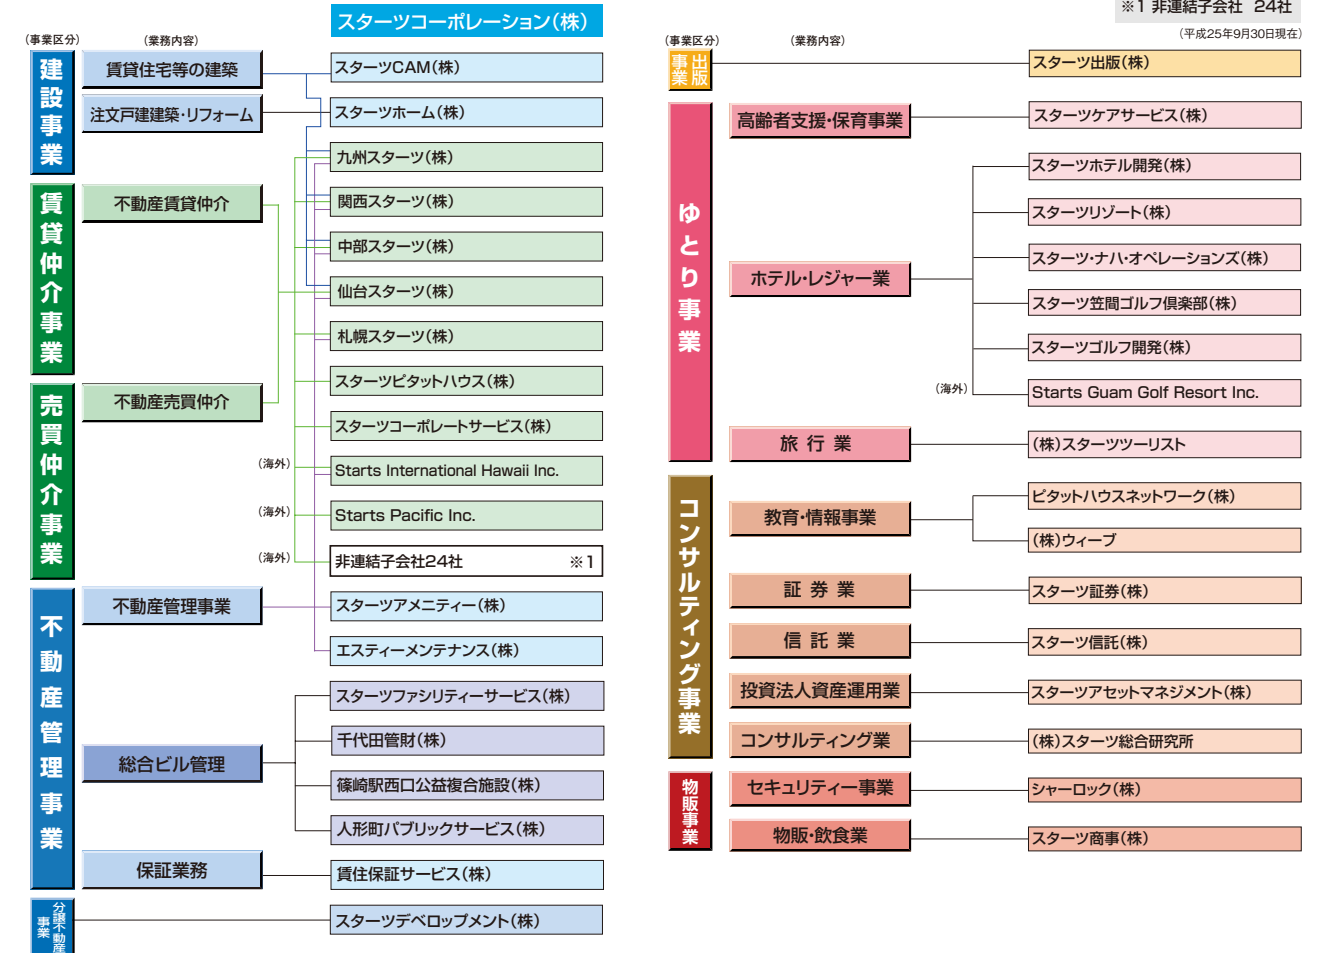 スターツコーポレーション(株)
(事業区分)
(業務内容)
建設事業
賃貸住宅等の建築
スターツCAM(株)
注文戸建建築・リフォーム
スターツホーム(株)
九州スターツ(株)
賃貸仲介事業
不動産賃貸仲介
関西スターツ(株)
中部スターツ(株)
仙台スターツ(株)
札幌スターツ(株)
売買仲介事業
不動産売買仲介
スターツピタットハウス(株)
スターツコーポレートサービス(株)
(海外)
Starts International Hawaii Inc.
(海外)
Starts Pacific Inc.
(海外)
非連結子会社24社 ※1
不動産管理事業
不動産管理事業
スターツアメニティー(株)
エスティーメンテナンス(株)
スターツファシリティーサービス(株)
総合ビル管理
千代田管財(株)
篠崎駅西口公益複合施設(株)
人形町パブリックサービス(株)
保証業務
賃住保証サービス(株)
分譲不動産
事業
スターツデベロップメント(株)
※1 非連結子会社 24社
(平成25年9月30日現在)
(事業区分)
(業務内容)
出版
事業
スターツ出版(株)
ゆとり事業
高齢者支援・保育事業
スターツケアサービス(株)
ホテル・レジャー業
スターツホテル開発(株)
スターツリゾート(株)
スターツ・ナハ・オペレーションズ(株)
スターツ笠間ゴルフ倶楽部(株)
スターツゴルフ開発(株)
(海外)
Starts Guam Golf Resort Inc.
旅行業
(株)スターツツーリスト
コンサルティング事業
教育・情報事業
ピタットハウスネットワーク(株)
(株)ウィーブ
証券業
スターツ証券(株)
信託業
スターツ信託(株)
投資法人資産運用業
スターツアセットマネジメント(株)
コンサルティング業
(株)スターツ総合研究所
物販事業
セキュリティー事業
シャーロック(株)
物販・飲食業
スターツ商事(株)